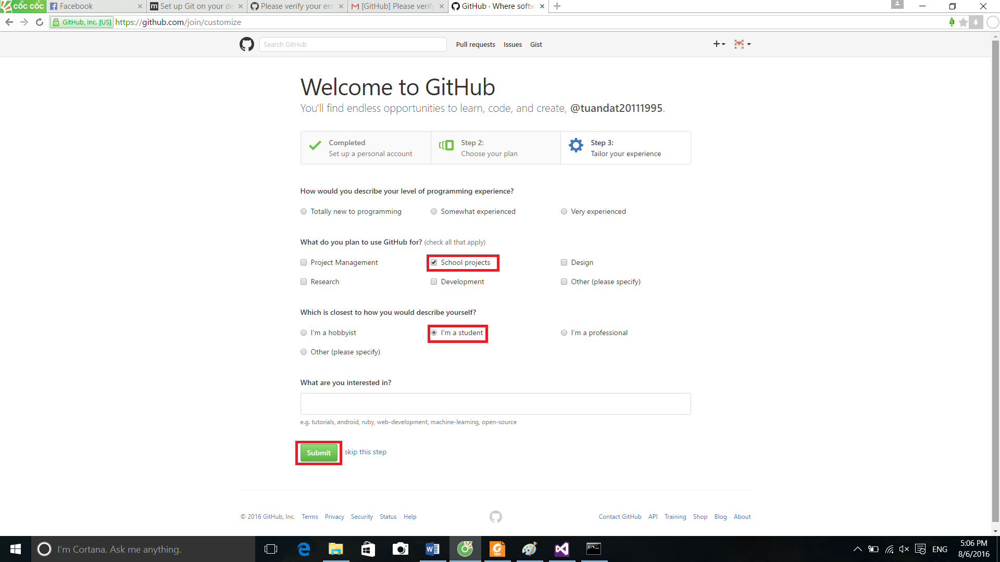 cốc cốc
Facebook
Set up Git on your de
Please verify your em
[GitHub] Please verify
GitHub · Where softw
GitHub, Inc. [US]
https://github.com/join/customize
Search GitHub
Pull requests
Issues
Gist
Welcome to GitHub
You'll find endless opportunities to learn, code, and create, @tuandat20111995.
Completed
Set up a personal account
Step 2:
Choose your plan
Step 3:
Tailor your experience
How would you describe your level of programming experience?
Totally new to programming
Somewhat experienced
Very experienced
What do you plan to use GitHub for? (check all that apply)
Project Management
School projects
Design
Research
Development
Other (please specify)
Which is closest to how you would describe yourself?
I'm a hobbyist
I'm a student
I'm a professional
Other (please specify)
What are you interested in?
e.g. tutorials, android, ruby, web-development, machine-learning, open-source
Submit
skip this step
© 2016 GitHub, Inc.
Terms
Privacy
Security
Status
Help
Contact GitHub
API
Training
Shop
Blog
About
I'm Cortana. Ask me anything.
ENG
5:06 PM
8/6/2016